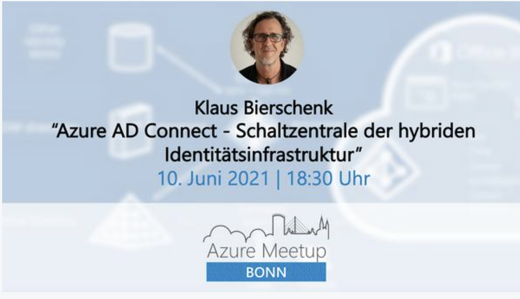 Klaus Bierschenk
"Azure AD Connect - Schaltzentrale der hybriden
Identitätsinfrastruktur"
10. Juni 2021 | 18:30 Uhr
Azure Meetup
BONN